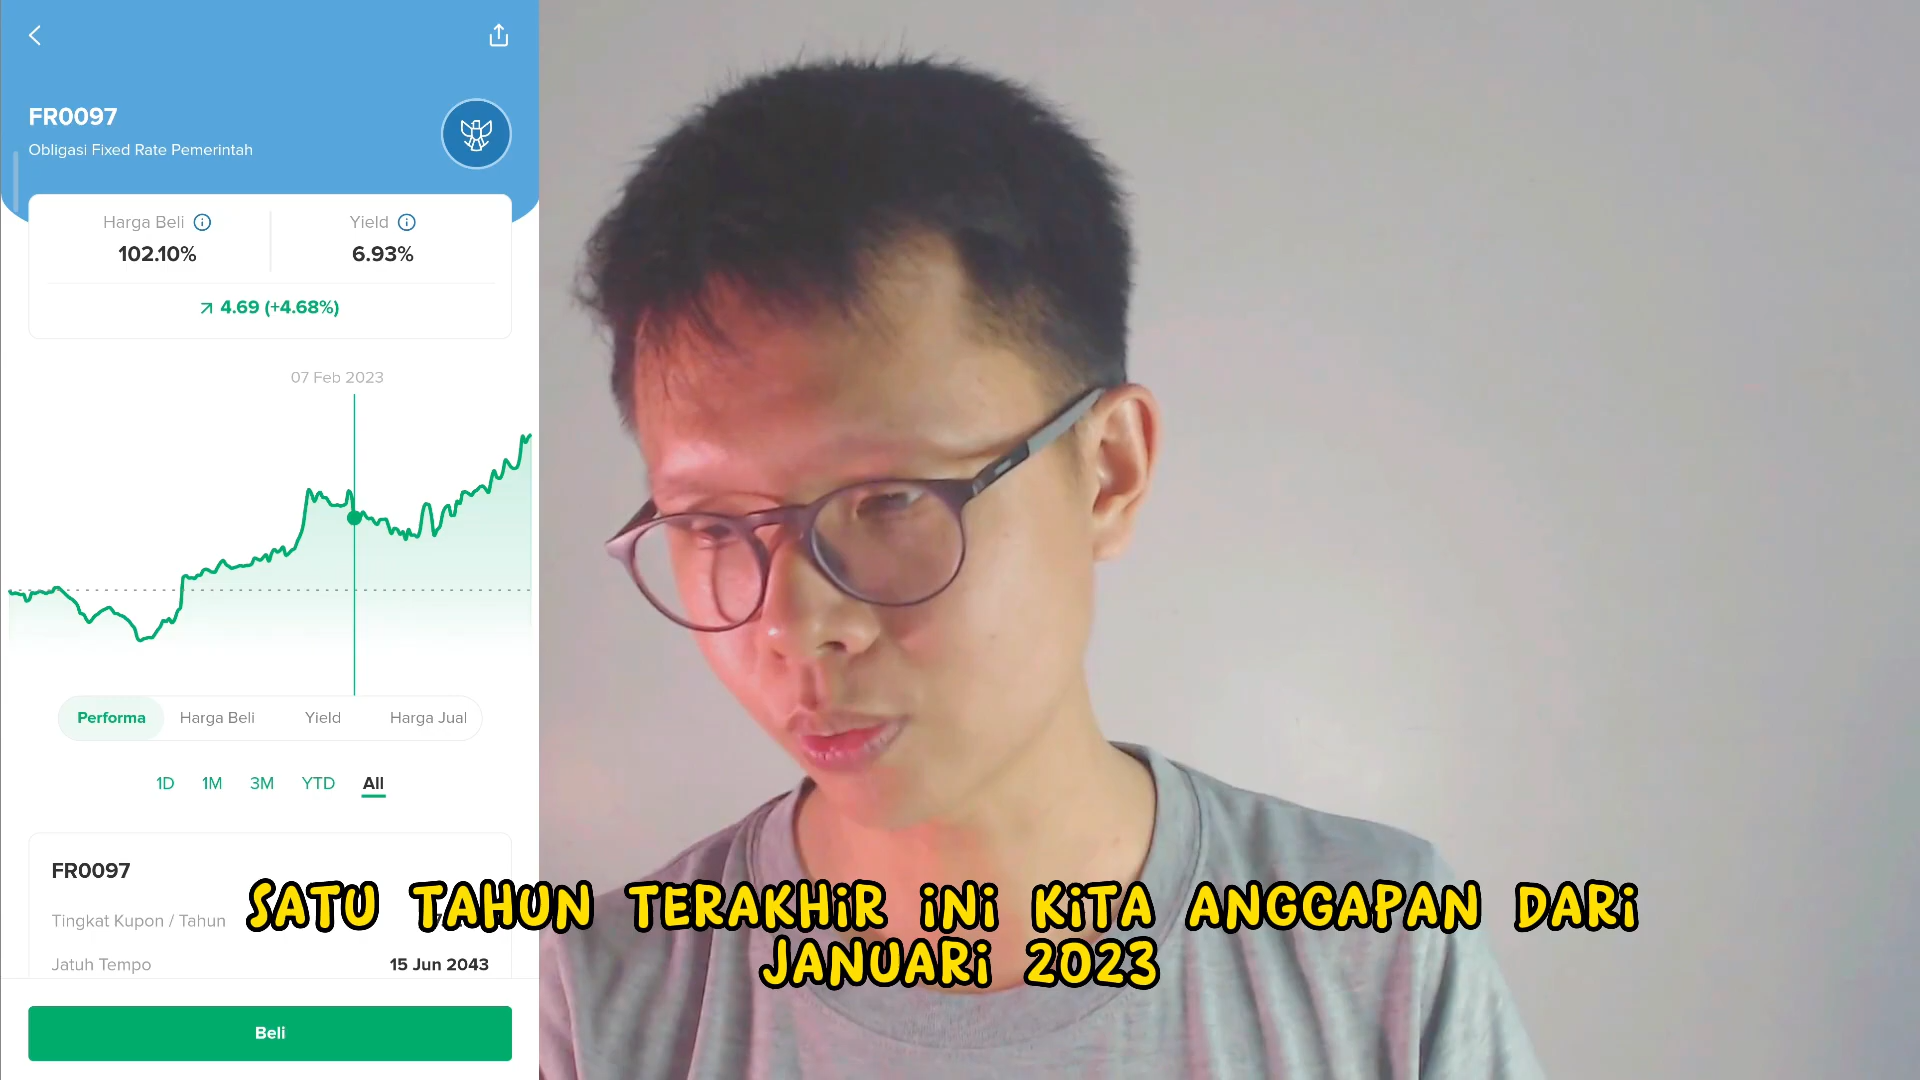 FR0097
Obligasi Fixed Rate Pemerintah
Harga Beli
Yield
102.10%
6.93%
4.69 (+4.68%)
07 Feb 2023
Performa
Harga Beli
Yield
Harga Jual
1D 1M 3M YTD All
FR0097
Tingkat Kupon / Tahun
Jatuh Tempo
15 Jun 2043
Beli
SATU TAHUN TERAKHIR INI KITA ANGGAPAN DARI
JANUARI 2023